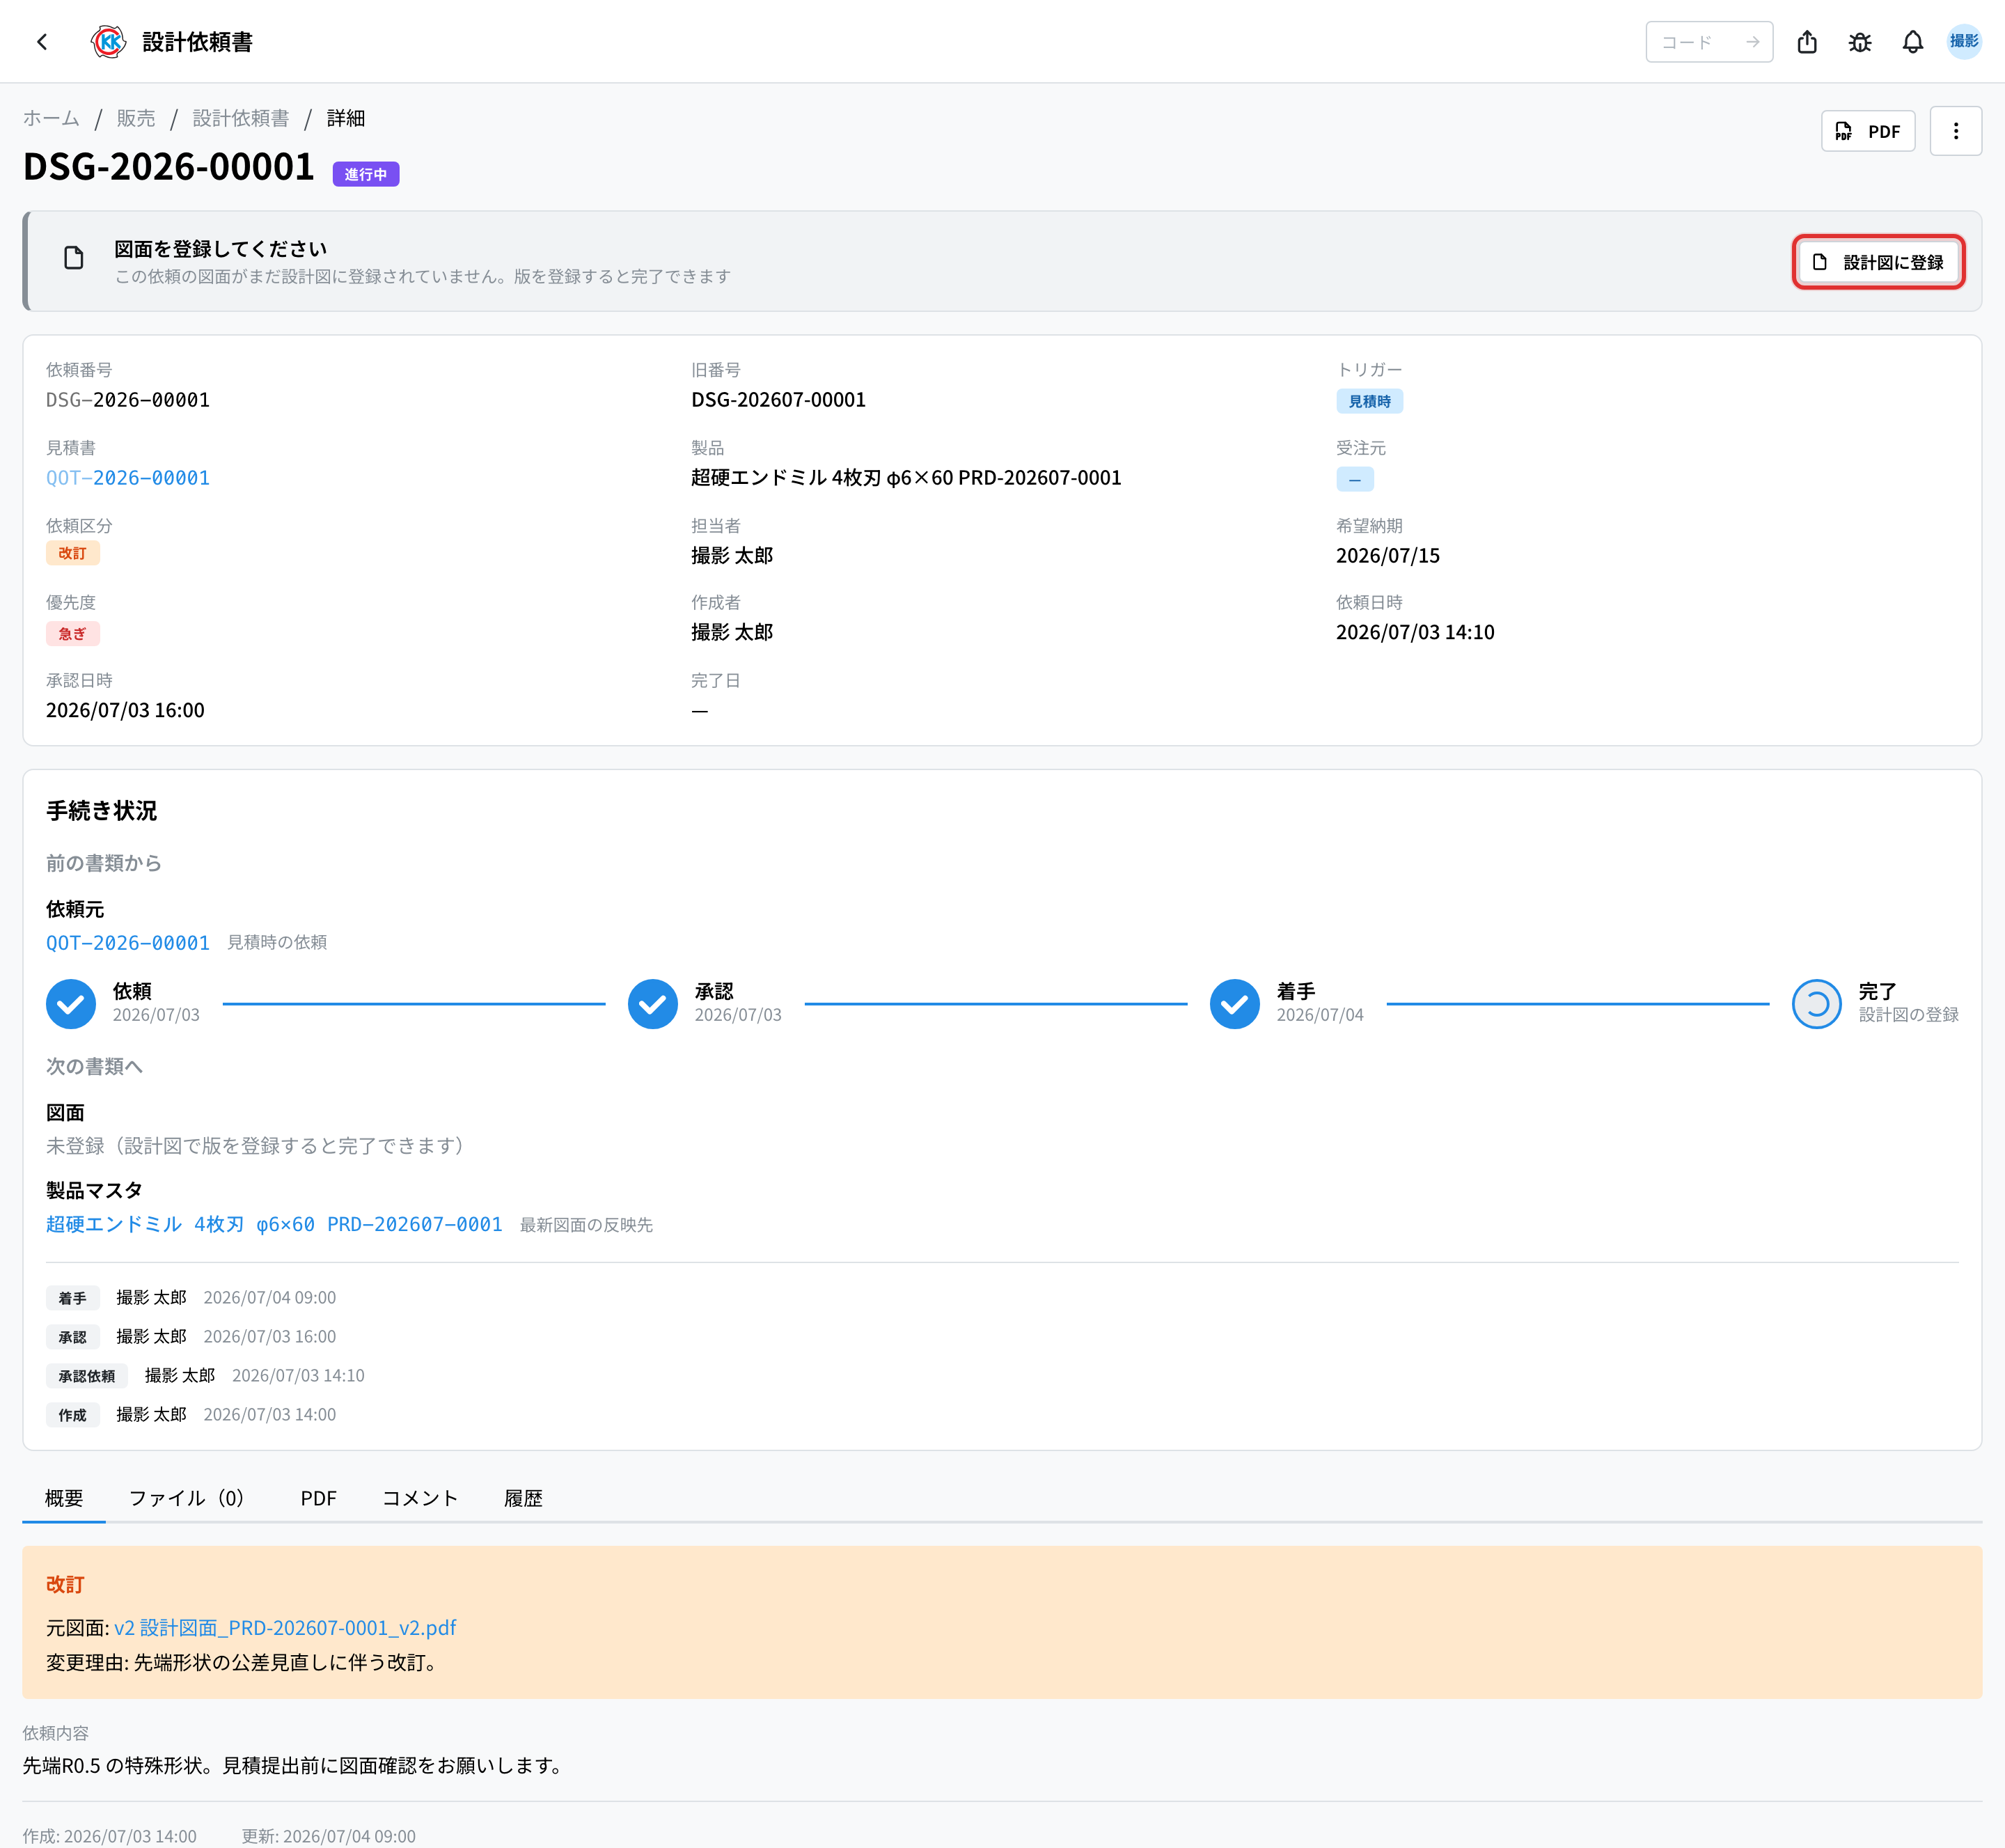 KK 設計依頼書
コード
撮影
ホーム / 販売 / 設計依頼書 / 詳細
PDF PDF
DSG-2026-00001 進行中
図面を登録してください
この依頼の図面がまだ設計図に登録されていません。版を登録すると完了できます
設計図に登録
依頼番号
DSG-2026-00001
旧番号
DSG-202607-00001
トリガー
見積時
見積書
QOT-2026-00001
製品
超硬エンドミル 4枚刃 φ6×60 PRD-202607-0001
受注元
—
依頼区分
改訂
担当者
撮影 太郎
希望納期
2026/07/15
優先度
急ぎ
作成者
撮影 太郎
依頼日時
2026/07/03 14:10
承認日時
2026/07/03 16:00
完了日
—
手続き状況
前の書類から
依頼元
QOT-2026-00001 見積時の依頼
依頼
2026/07/03
承認
2026/07/03
着手
2026/07/04
完了
設計図の登録
次の書類へ
図面
未登録（設計図で版を登録すると完了できます）
製品マスタ
超硬エンドミル 4枚刃 φ6×60 PRD-202607-0001 最新図面の反映先
着手 撮影 太郎 2026/07/04 09:00
承認 撮影 太郎 2026/07/03 16:00
承認依頼 撮影 太郎 2026/07/03 14:10
作成 撮影 太郎 2026/07/03 14:00
概要 ファイル（0） PDF コメント 履歴
改訂
元図面: v2 設計図面_PRD-202607-0001_v2.pdf
変更理由: 先端形状の公差見直しに伴う改訂。
依頼内容
先端R0.5 の特殊形状。見積提出前に図面確認をお願いします。
作成: 2026/07/03 14:00 更新: 2026/07/04 09:00